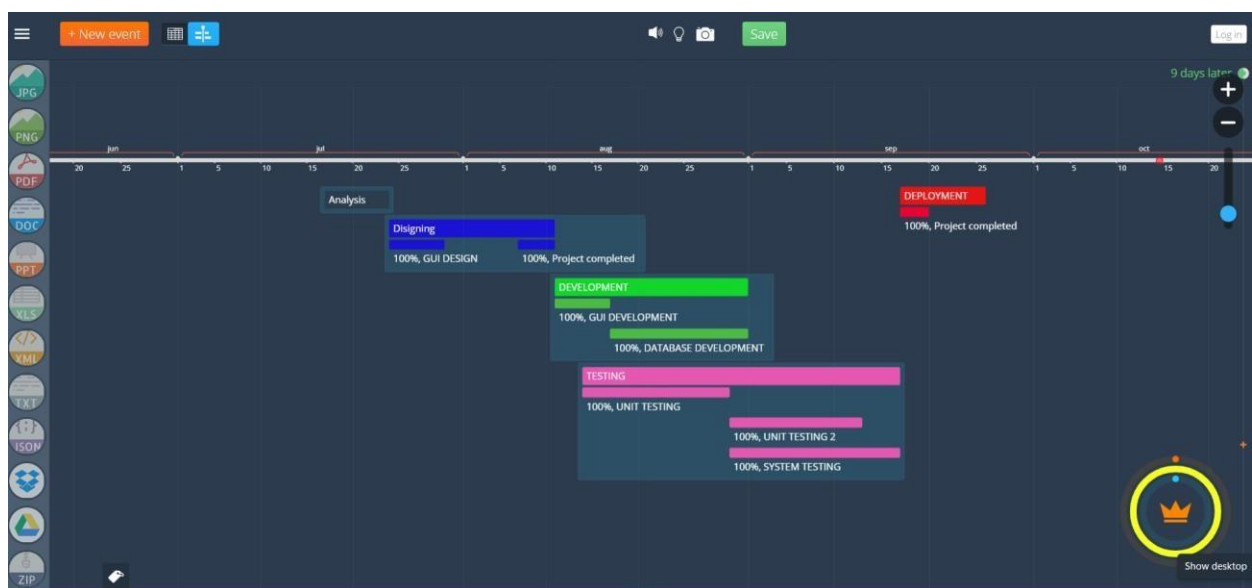 + New event
Save
Log in
9 days later
jun jul aug sep oct
20 25 1 5 10 15 20 25 1 5 10 15 20 25 1 5 10 15 20 25 1 5 10 15 20
JPG
PNG
PDF
DOC
PPT
XLS
XML
TXT
JSON
ZIP
Analysis
DEPLOYMENT
100%, Project completed
Disigning
100%, GUI DESIGN
100%, Project completed
DEVELOPMENT
100%, GUI DEVELOPMENT
100%, DATABASE DEVELOPMENT
TESTING
100%, UNIT TESTING
100%, UNIT TESTING 2
100%, SYSTEM TESTING
Show desktop